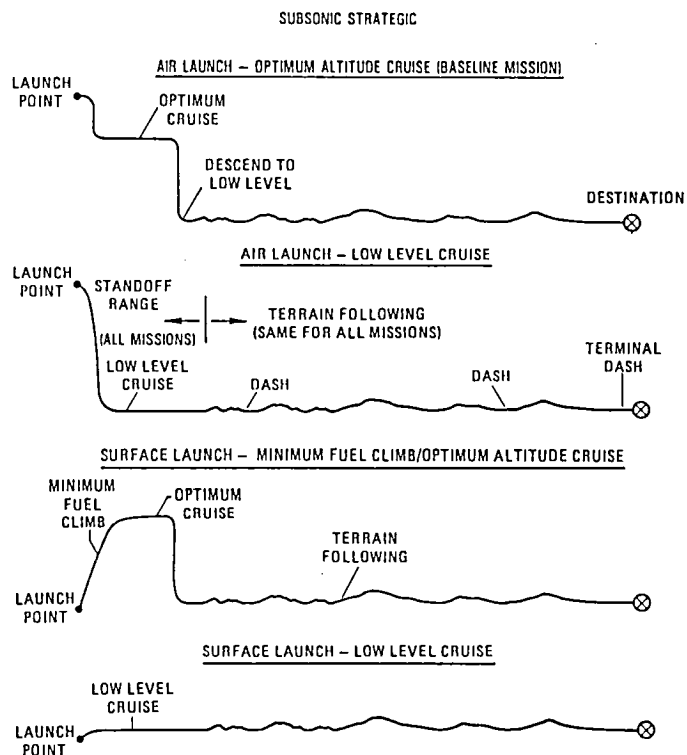 SUBSONIC STRATEGIC
AIR LAUNCH – OPTIMUM ALTITUDE CRUISE (BASELINE MISSION)
LAUNCH
POINT
OPTIMUM
CRUISE
DESCEND TO
LOW LEVEL
DESTINATION
AIR LAUNCH – LOW LEVEL CRUISE
LAUNCH
POINT
STANDOFF
RANGE
(ALL MISSIONS)
TERRAIN FOLLOWING
(SAME FOR ALL MISSIONS)
LOW LEVEL
CRUISE
DASH
DASH
TERMINAL
DASH
SURFACE LAUNCH – MINIMUM FUEL CLIMB/OPTIMUM ALTITUDE CRUISE
MINIMUM
FUEL
CLIMB
OPTIMUM
CRUISE
TERRAIN
FOLLOWING
LAUNCH
POINT
SURFACE LAUNCH – LOW LEVEL CRUISE
LOW LEVEL
CRUISE
LAUNCH
POINT